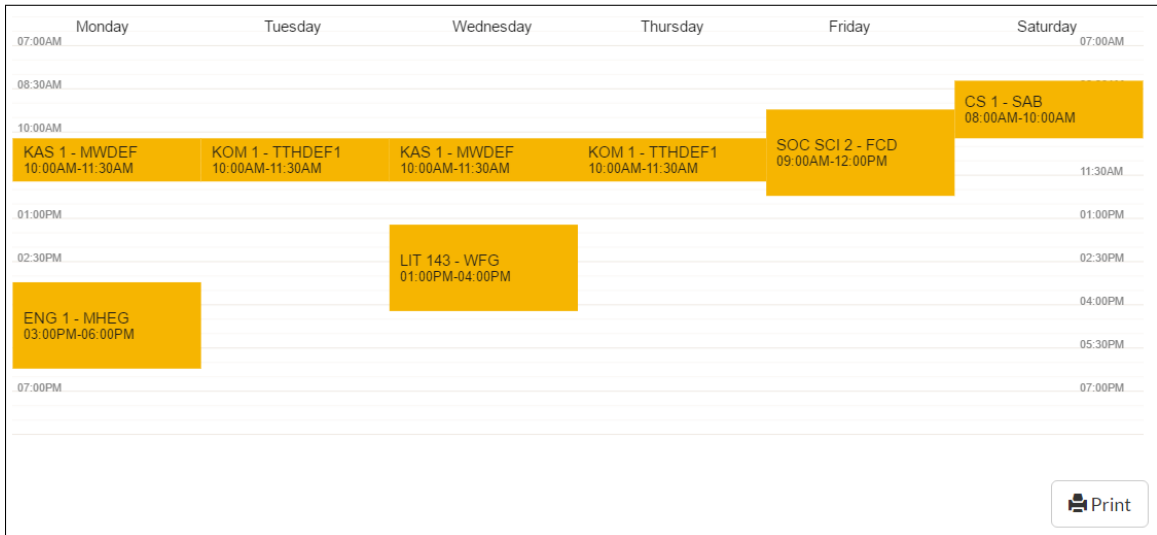 Monday Tuesday Wednesday Thursday Friday Saturday
07:00AM 07:00AM
08:30AM
CS 1 - SAB
08:00AM-10:00AM
10:00AM
KAS 1 - MWDEF KOM 1 - TTHDEF1 KAS 1 - MWDEF KOM 1 - TTHDEF1 SOC SCI 2 - FCD
10:00AM-11:30AM 10:00AM-11:30AM 10:00AM-11:30AM 10:00AM-11:30AM 09:00AM-12:00PM
11:30AM
01:00PM 01:00PM
02:30PM 02:30PM
LIT 143 - WFG
01:00PM-04:00PM
04:00PM
ENG 1 - MHEG
03:00PM-06:00PM
05:30PM
07:00PM 07:00PM
Print